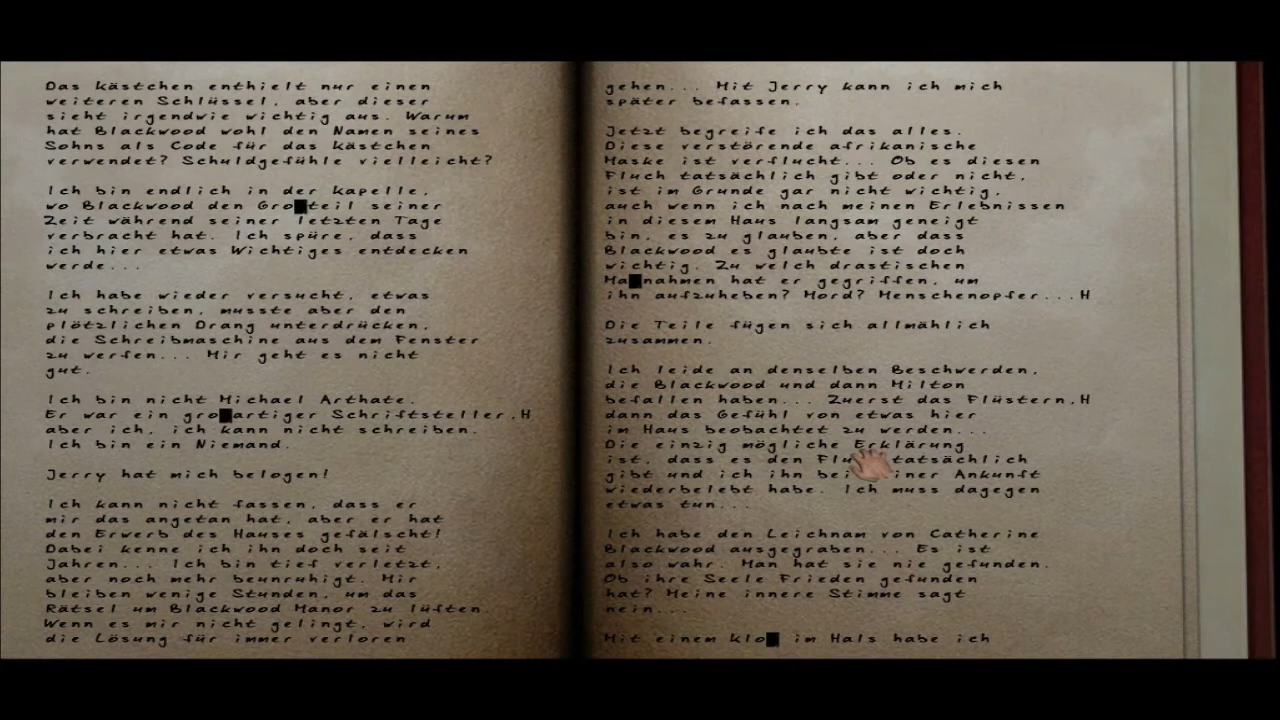 Das kästchen enthielt nur einen
weiteren Schlüssel, aber dieser
sieht irgendwie wichtig aus. Warum
hat Blackwood wohl den Namen seines
Sohns als Code für das kästchen
verwendet? Schuldgefühle vielleicht?
Ich bin endlich in der kapelle,
wo Blackwood den Gro■teil seiner
Zeit während seiner letzten Tage
verbracht hat. Ich spüre, dass
ich hier etwas Wichtiges entdecken
werde...
Ich habe wieder versucht, etwas
zu schreiben, musste aber den
plötzlichen Drang unterdrücken,
die Schreibmaschine aus dem Fenster
zu werfen... Mir geht es nicht
gut.
Ich bin nicht Michael Arthate.
Er war ein gro■artiger Schriftsteller,H
aber ich, ich kann nicht schreiben.
Ich bin ein Niemand.
Jerry hat mich belogen!
Ich kann nicht fassen, dass er
mir das angetan hat, aber er hat
den Erwerb des Hauses gefälscht!
Dabei kenne ich ihn doch seit
Jahren... Ich bin tief verletzt,
aber noch mehr beunruhigt. Mir
bleiben wenige Stunden, um das
Rätsel um Blackwood Manor zu lüften.
Wenn es mir nicht gelingt, wird
die Lösung für immer verloren
gehen... Mit Jerry kann ich mich
später befassen.
Jetzt begreife ich das alles.
Diese verstörende afrikanische
Maske ist verflucht... Ob es diesen
Fluch tatsächlich gibt oder nicht,
ist im Grunde gar nicht wichtig,
auch wenn ich nach meinen Erlebnissen
in diesem Haus langsam geneigt
bin, es zu glauben, aber dass
Blackwood es glaubte ist doch
wichtig. Zu welch drastischen
Ma■nahmen hat er gegriffen, um
ihn aufzuheben? Mord? Menschenopfer...H
Die Teile fügen sich allmählich
zusammen.
Ich leide an denselben Beschwerden,
die Blackwood und dann Milton
befallen haben... Zuerst das Flüstern,H
dann das Gefühl von etwas hier
im Haus beobachtet zu werden...
Die einzig mögliche Erklärung
ist, dass es den tatsächlich
gibt und ich ihn bei Ankunft
wiederbelebt habe. Ich muss dagegen
etwas tun...
Ich habe den Leichnam von Catherine
Blackwood ausgegraben... Es ist
also wahr. Man hat sie nie gefunden.
Ob ihre Seele Frieden gefunden
hat? Meine innere Stimme sagt
nein...
Mit einem klo■ im Hals habe ich